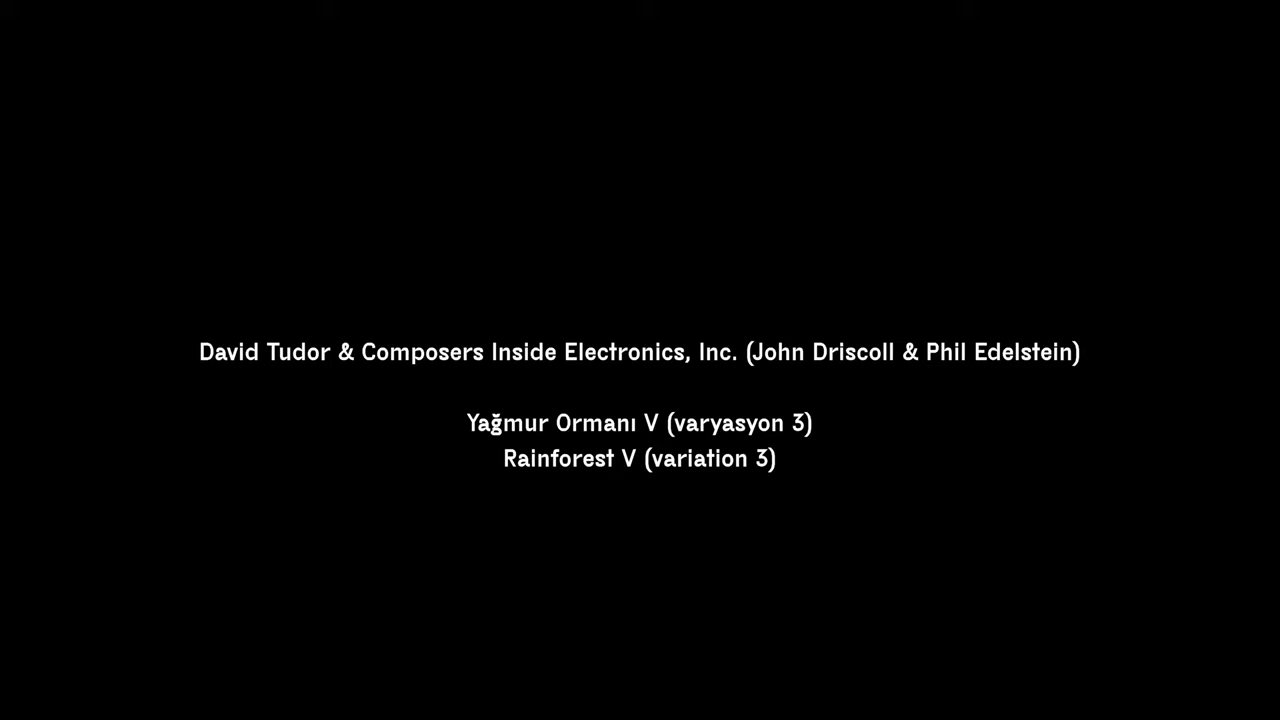 David Tudor & Composers Inside Electronics, Inc. (John Driscoll & Phil Edelstein)
Yağmur Ormanı V (varyasyon 3)
Rainforest V (variation 3)